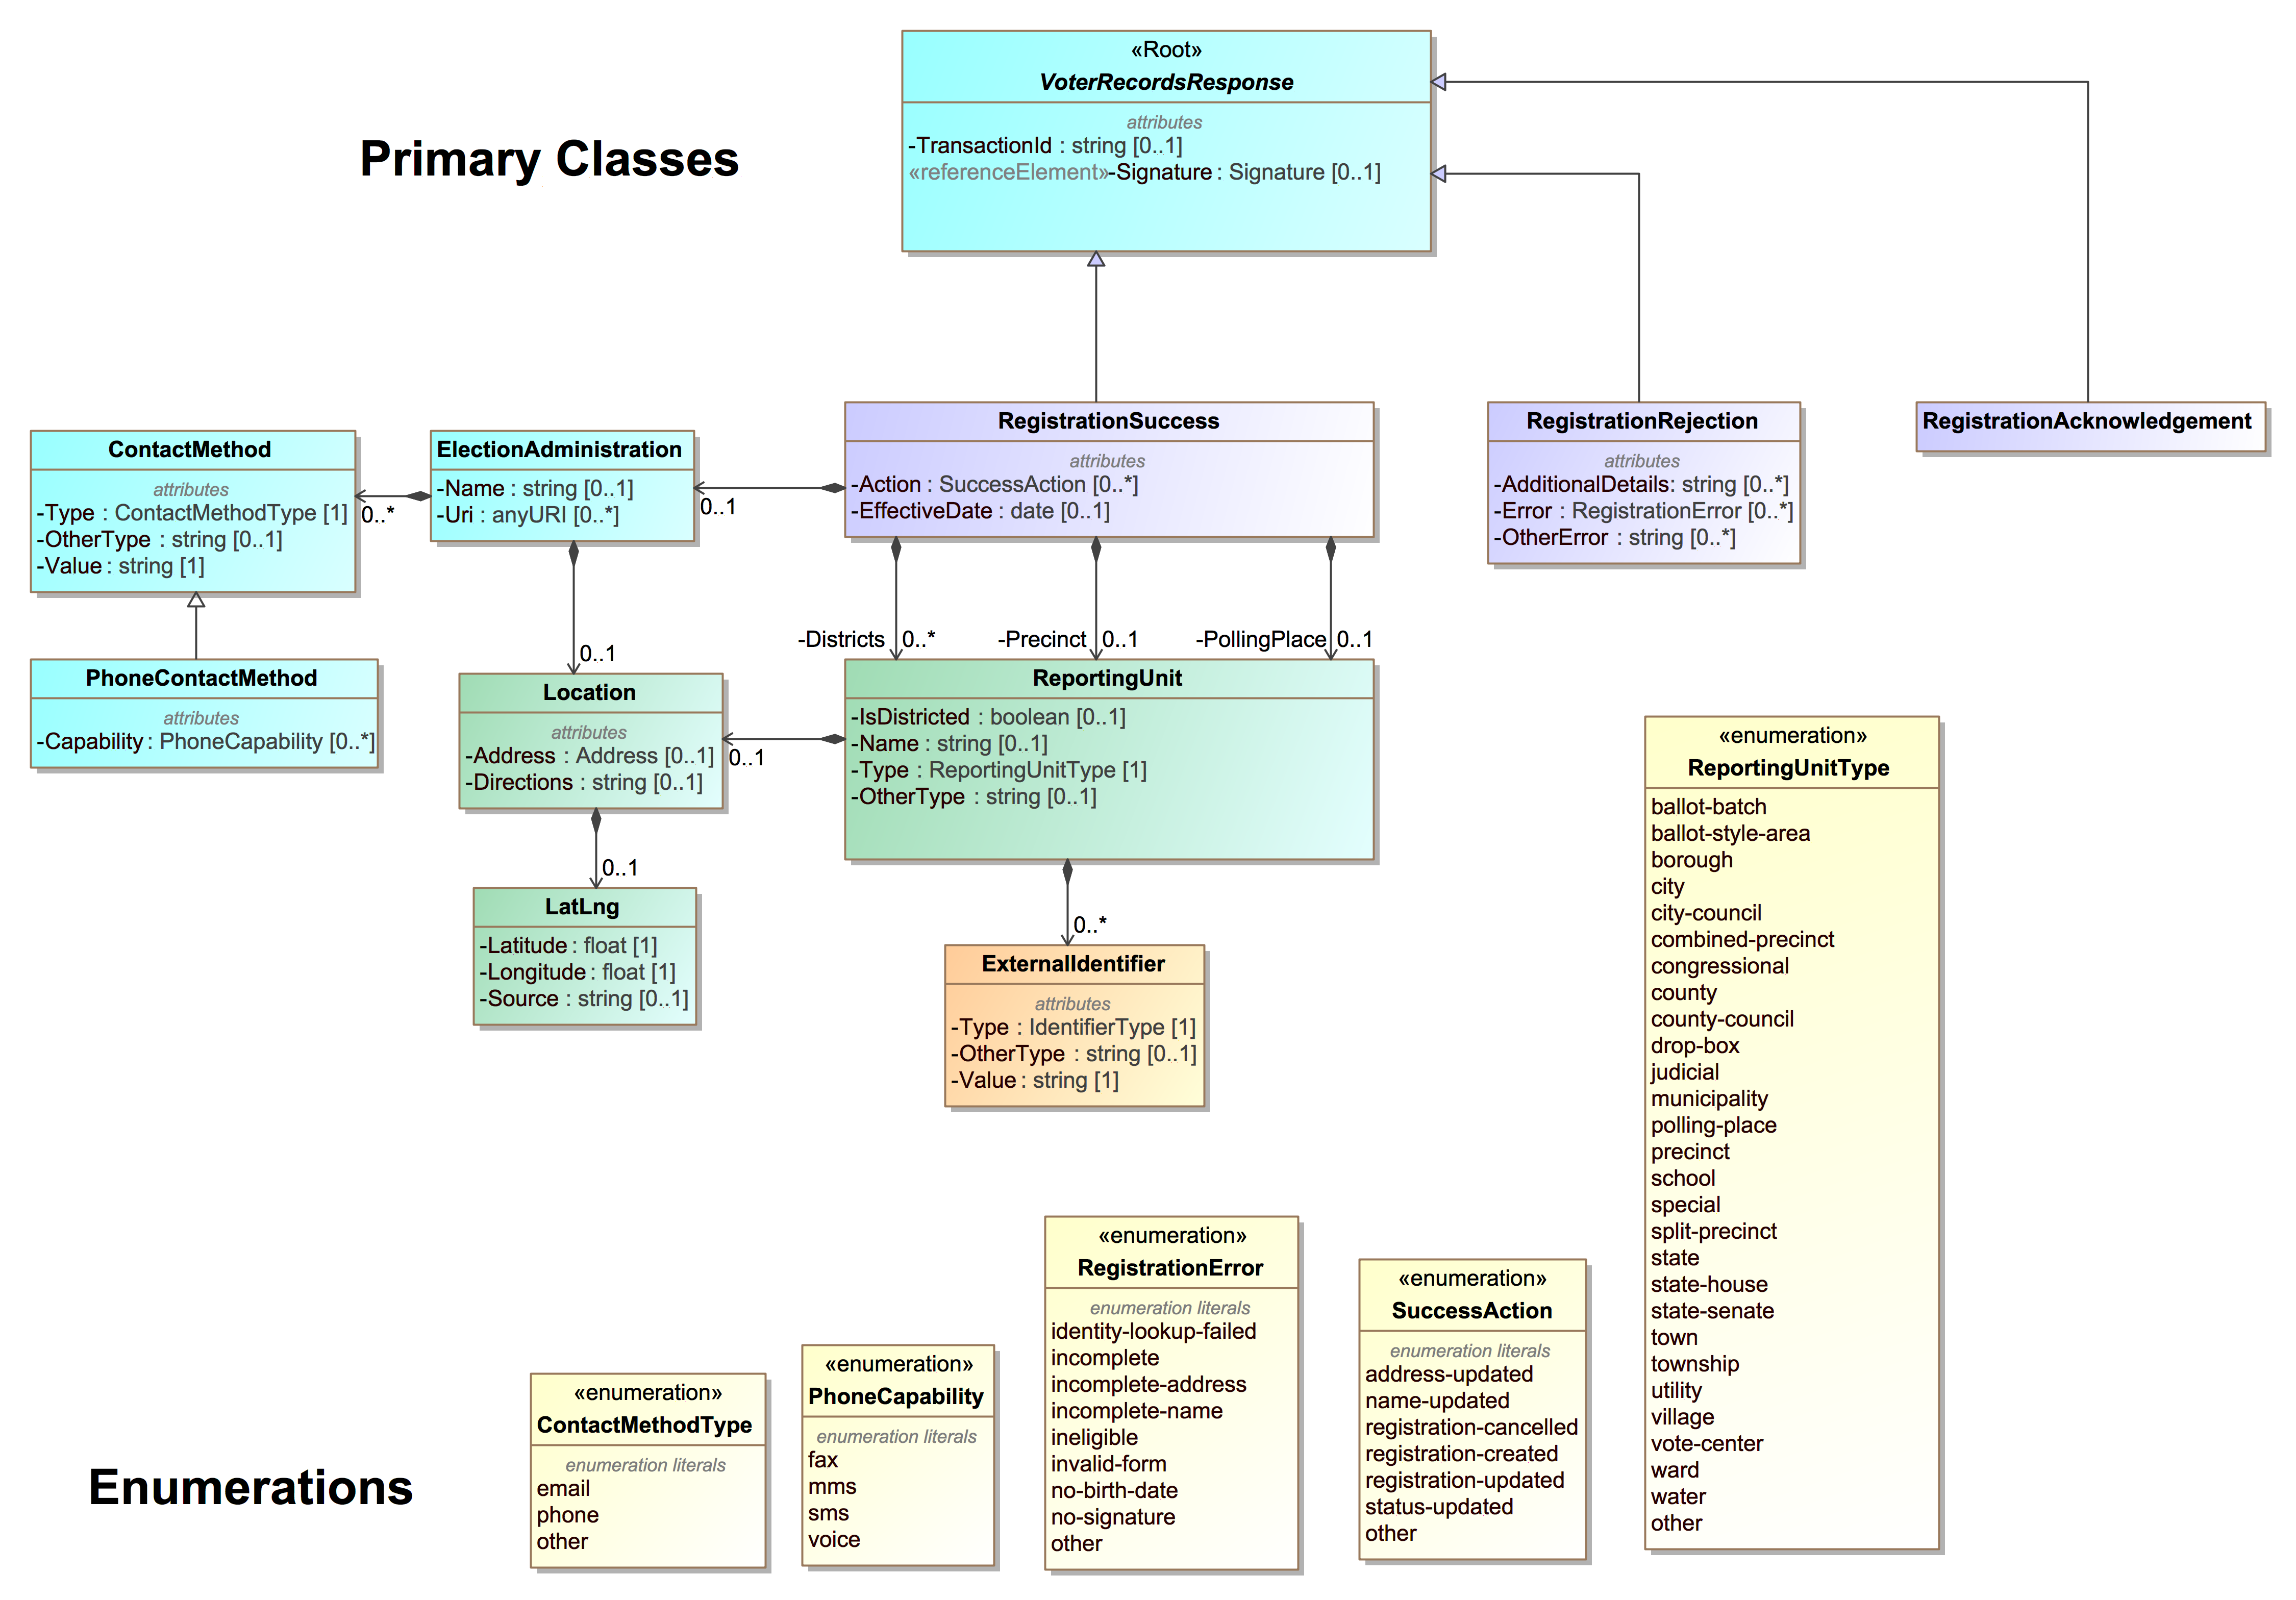 «Root»
VoterRecordsResponse
attributes
-TransactionId : string [0..1]
«referenceElement»-Signature : Signature [0..1]
Primary Classes
ContactMethod
attributes
-Type : ContactMethodType [1]
-OtherType : string [0..1]
-Value : string [1]
0..*
ElectionAdministration
-Name : string [0..1]
-Uri : anyURI [0..*]
0..1
RegistrationSuccess
attributes
-Action : SuccessAction [0..*]
-EffectiveDate : date [0..1]
RegistrationRejection
attributes
-AdditionalDetails: string [0..*]
-Error : RegistrationError [0..*]
-OtherError : string [0..*]
RegistrationAcknowledgement
-Districts 0..*
-Precinct 0..1
-PollingPlace 0..1
0..1
PhoneContactMethod
attributes
-Capability : PhoneCapability [0..*]
Location
attributes
-Address : Address [0..1]
-Directions : string [0..1]
0..1
ReportingUnit
-IsDistricted : boolean [0..1]
-Name : string [0..1]
-Type : ReportingUnitType [1]
-OtherType : string [0..1]
0..1
LatLng
-Latitude : float [1]
-Longitude : float [1]
-Source : string [0..1]
0..*
ExternalIdentifier
attributes
-Type : IdentifierType [1]
-OtherType : string [0..1]
-Value : string [1]
«enumeration»
ReportingUnitType
ballot-batch
ballot-style-area
borough
city
city-council
combined-precinct
congressional
county
county-council
drop-box
judicial
municipality
polling-place
precinct
school
special
split-precinct
state
state-house
state-senate
town
township
utility
village
vote-center
ward
water
other
Enumerations
«enumeration»
ContactMethodType
enumeration literals
email
phone
other
«enumeration»
PhoneCapability
enumeration literals
fax
mms
sms
voice
«enumeration»
RegistrationError
enumeration literals
identity-lookup-failed
incomplete
incomplete-address
incomplete-name
ineligible
invalid-form
no-birth-date
no-signature
other
«enumeration»
SuccessAction
enumeration literals
address-updated
name-updated
registration-cancelled
registration-created
registration-updated
status-updated
other